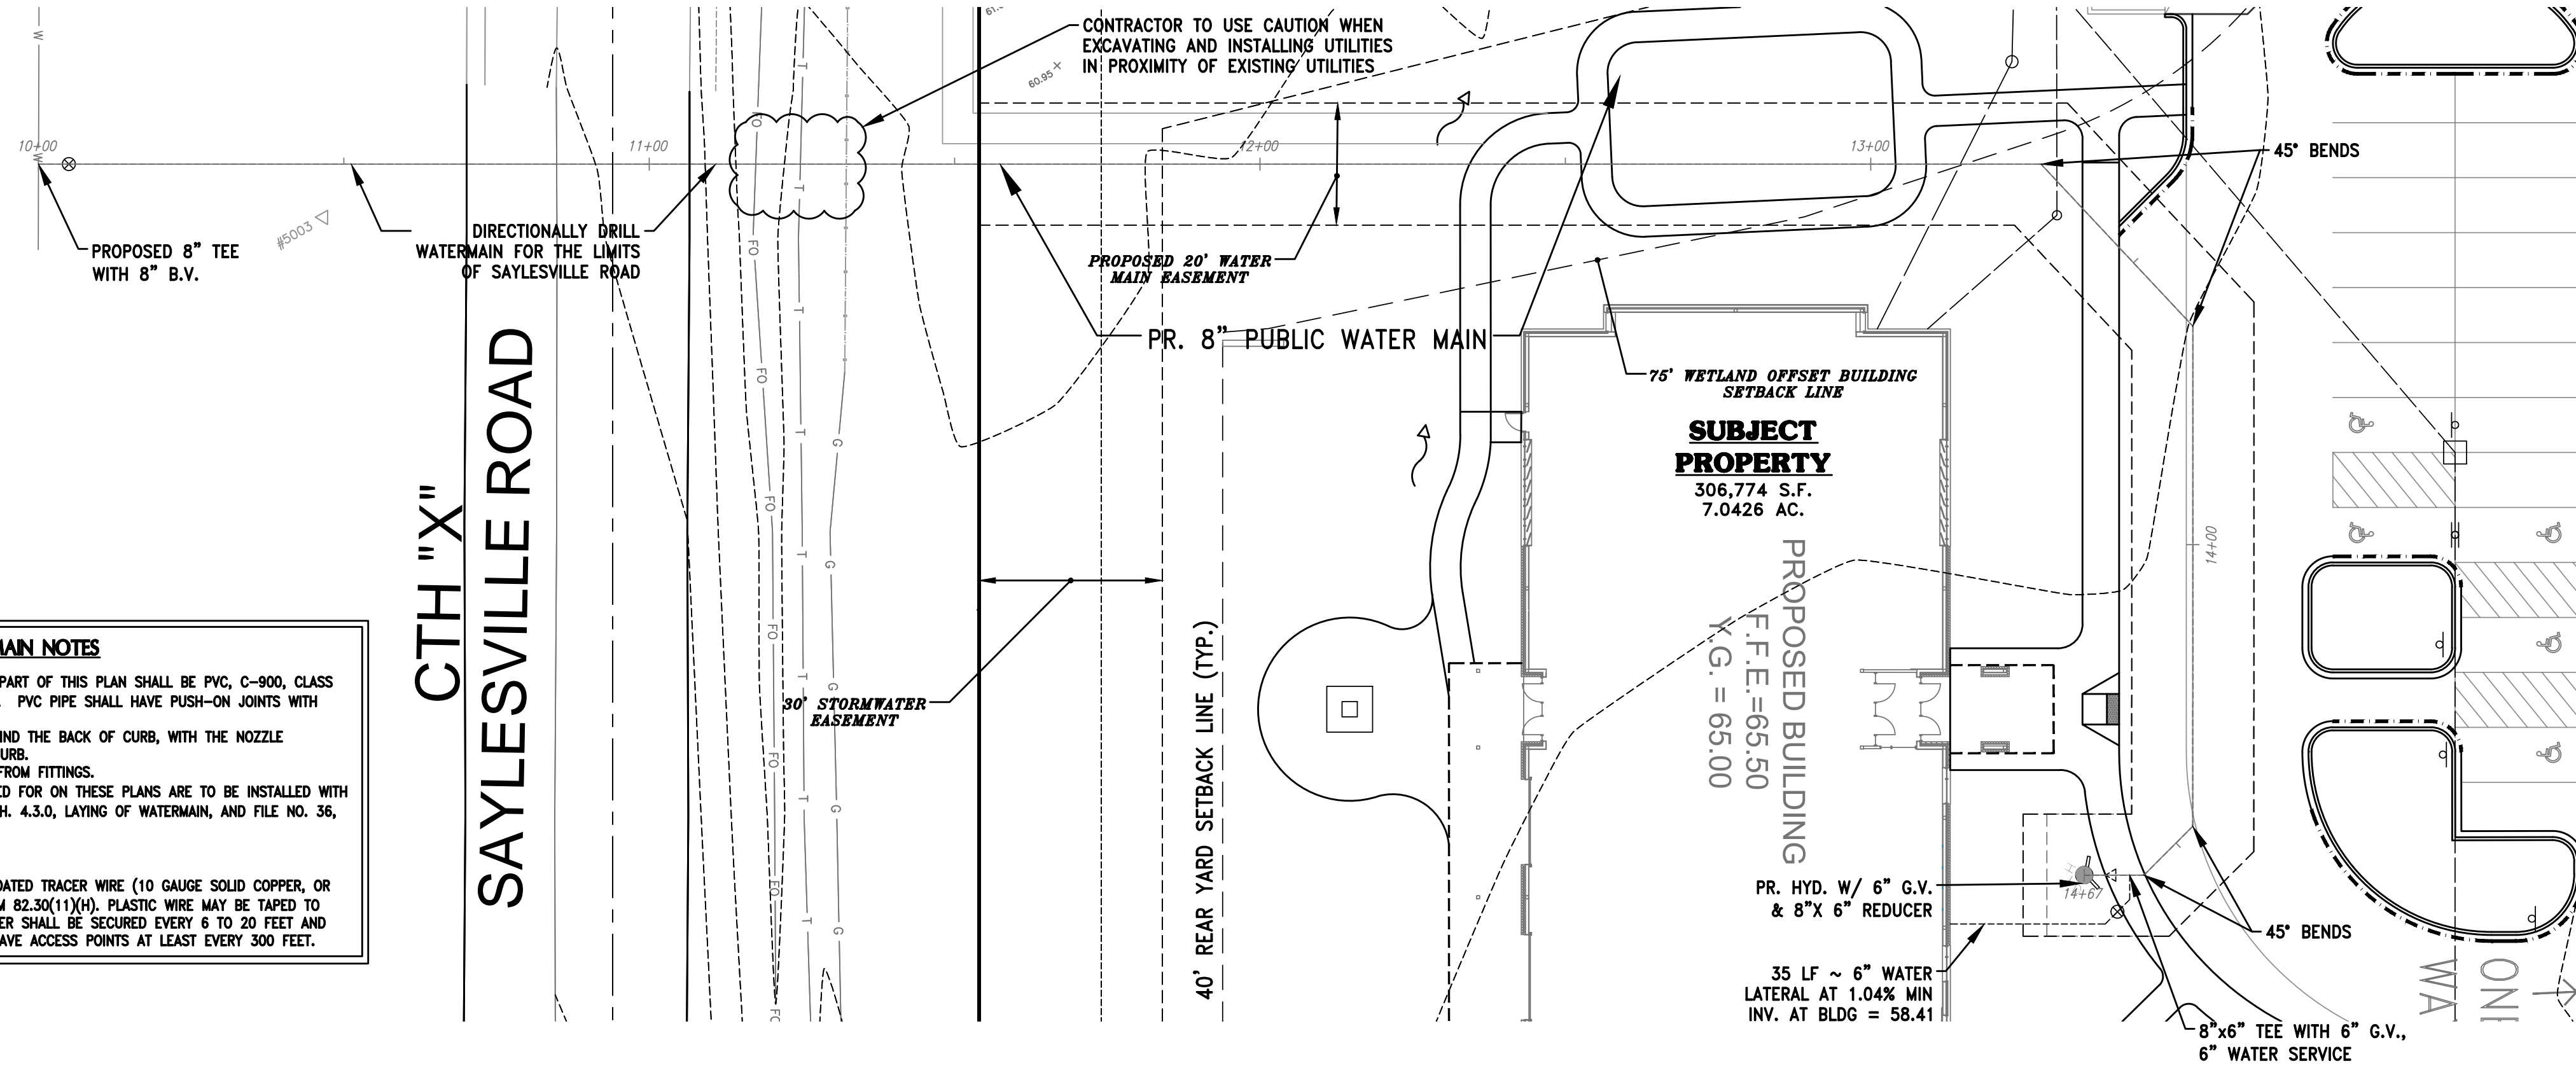 CONTRACTOR TO USE CAUTION WHEN
EXCAVATING AND INSTALLING UTILITIES
IN PROXIMITY OF EXISTING UTILITIES
60.95
10+00
11+00
12+00
13+00
45° BENDS
#5003
PROPOSED 8" TEE
WITH 8" B.V.
DIRECTIONALLY DRILL
WATERMAIN FOR THE LIMITS
OF SAYLESVILLE ROAD
PROPOSED 20' WATER
MAIN EASEMENT
PR. 8" PUBLIC WATER MAIN
75' WETLAND OFFSET BUILDING
SETBACK LINE
SUBJECT
PROPERTY
306,774 S.F.
7.0426 AC.
CTH "X"
SAYLESVILLE ROAD
14+00
PROPOSED BUILDING
F.F.E.=65.50
Y.G. = 65.00
30' STORMWATER
EASEMENT
40' REAR YARD SETBACK LINE (TYP.)
MAIN NOTES
PART OF THIS PLAN SHALL BE PVC, C-900, CLASS
PVC PIPE SHALL HAVE PUSH-ON JOINTS WITH
IND THE BACK OF CURB, WITH THE NOZZLE
URB.
FROM FITTINGS.
ED FOR ON THESE PLANS ARE TO BE INSTALLED WITH
H. 4.3.0, LAYING OF WATERMAIN, AND FILE NO. 36,
OATED TRACER WIRE (10 GAUGE SOLID COPPER, OR
M 82.30(11)(H). PLASTIC WIRE MAY BE TAPED TO
ER SHALL BE SECURED EVERY 6 TO 20 FEET AND
AVE ACCESS POINTS AT LEAST EVERY 300 FEET.
PR. HYD. W/ 6" G.V.
& 8"X 6" REDUCER
14+67
45° BENDS
35 LF ~ 6" WATER
LATERAL AT 1.04% MIN
INV. AT BLDG = 58.41
8"x6" TEE WITH 6" G.V.,
6" WATER SERVICE
W
W
FO
FO
FO
FO
FO
FO
FO
T
T
T
T
T
T
T
T
G
G
G
G
G